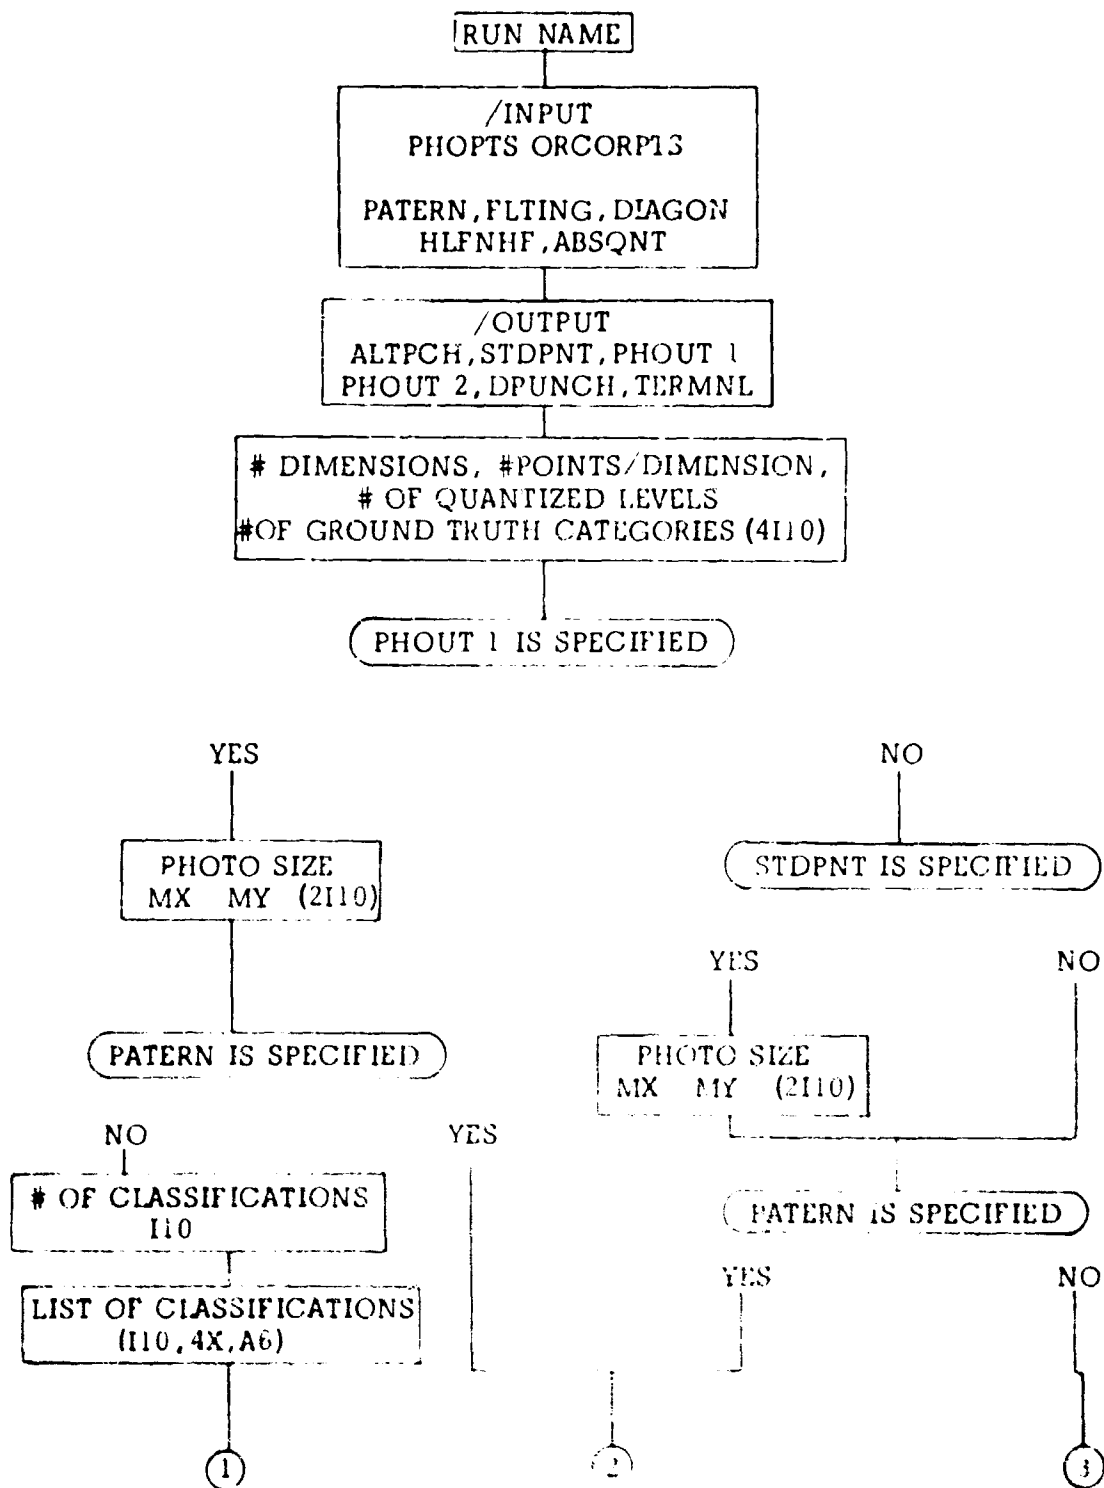 RUN NAME
/INPUT
PHOPTS ORCORP13
PATERN, FLTING, DIAGON
HLFNHF, ABSQNT
/OUTPUT
ALTPCH, STDPNT, PHOUT 1
PHOUT 2, DPUNCH, TERMNL
# DIMENSIONS, #POINTS/DIMENSION,
# OF QUANTIZED LEVELS
#OF GROUND TRUTH CATEGORIES (4I10)
PHOUT 1 IS SPECIFIED
YES
NO
PHOTO SIZE
MX MY (2I10)
STDPNT IS SPECIFIED
YES
NO
PATERN IS SPECIFIED
PHOTO SIZE
MX MY (2I10)
NO
YES
# OF CLASSIFICATIONS
I10
PATERN IS SPECIFIED
YES
NO
LIST OF CLASSIFICATIONS
(I10, 4X, A6)
1
2
3